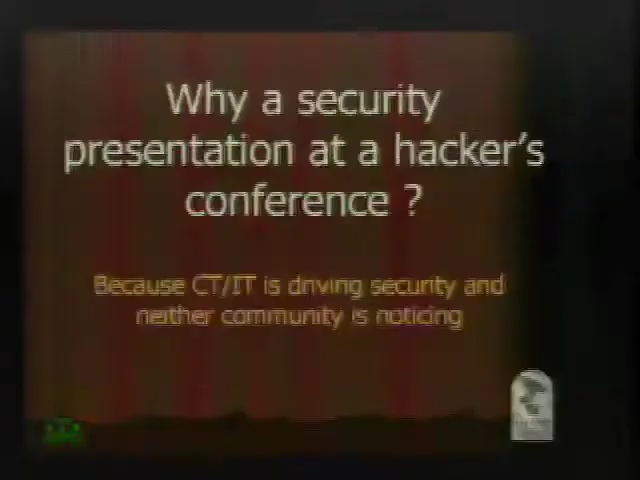 Why a security
presentation at a hacker's
conference ?
Because CT/IT is driving security and
neither community is noticing